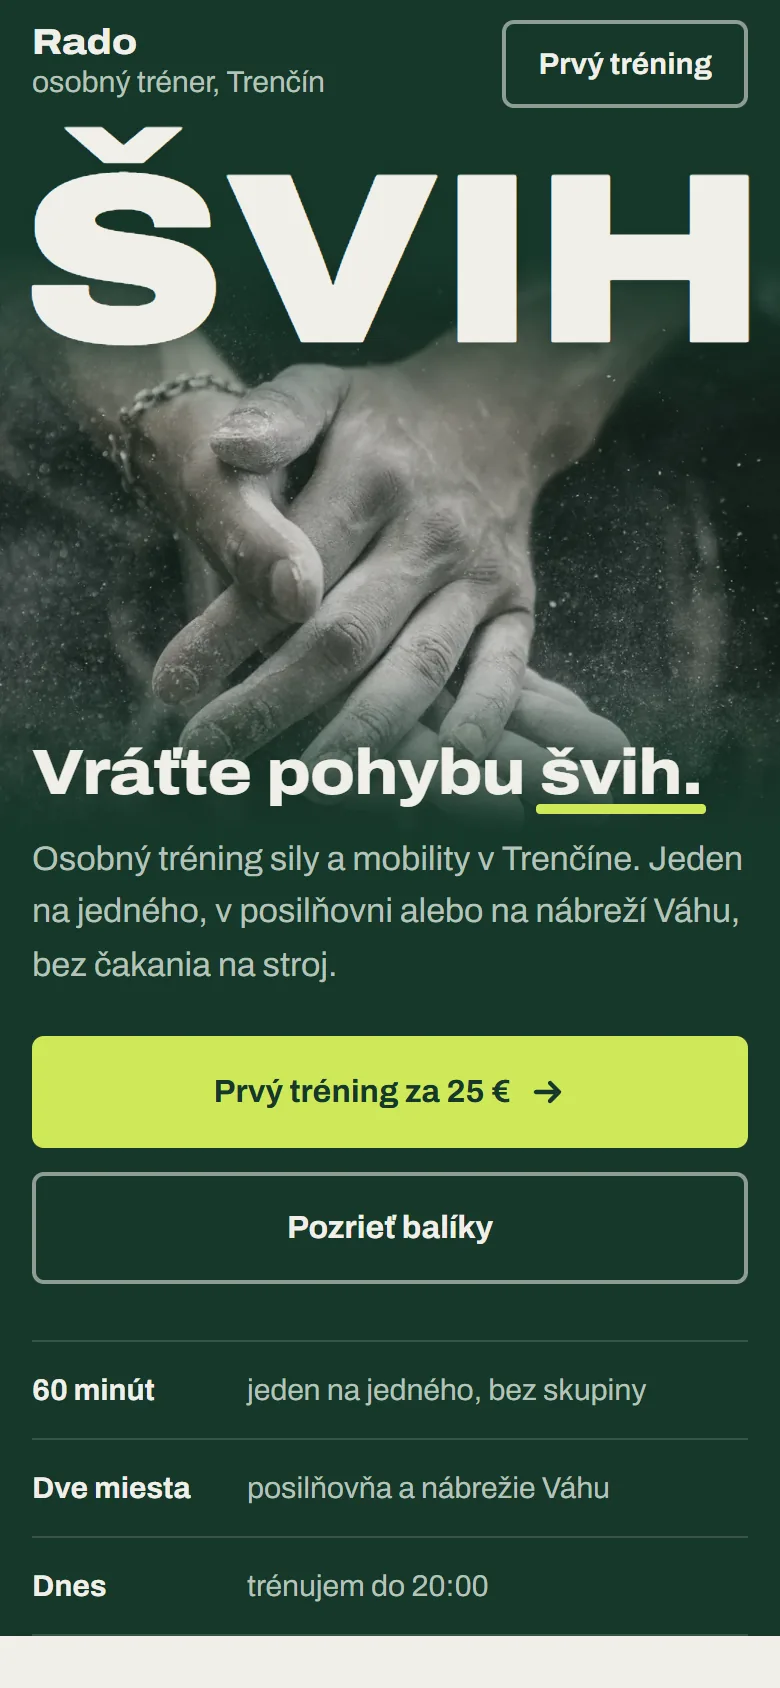 Rado
osobný tréner, Trenčín
Prvý tréning
ŠVIH
Vráťte pohybu švih.
Osobný tréning sily a mobility v Trenčíne. Jeden
na jedného, v posilňovni alebo na nábreží Váhu,
bez čakania na stroj.
Prvý tréning za 25 € →
Pozrieť balíky
60 minút jeden na jedného, bez skupiny
Dve miesta posilňovňa a nábrežie Váhu
Dnes trénujem do 20:00